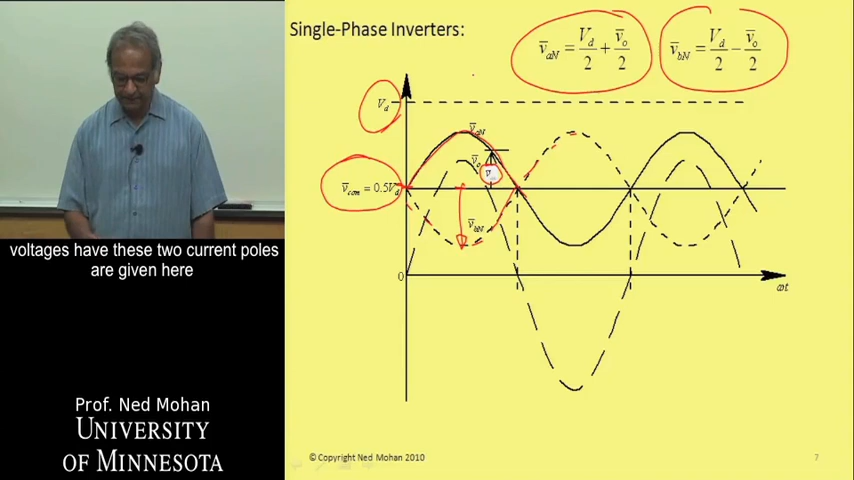 Single-Phase Inverters:
v̄aN = Vd/2 + v̄o/2
v̄bN = Vd/2 − v̄o/2
Vd
v̄aN
v̄o
v̄com = 0.5Vd
v̄bN
0
ωt
voltages have these two current poles
are given here
Prof. Ned Mohan
UNIVERSITY
OF MINNESOTA
© Copyright Ned Mohan 2010
7